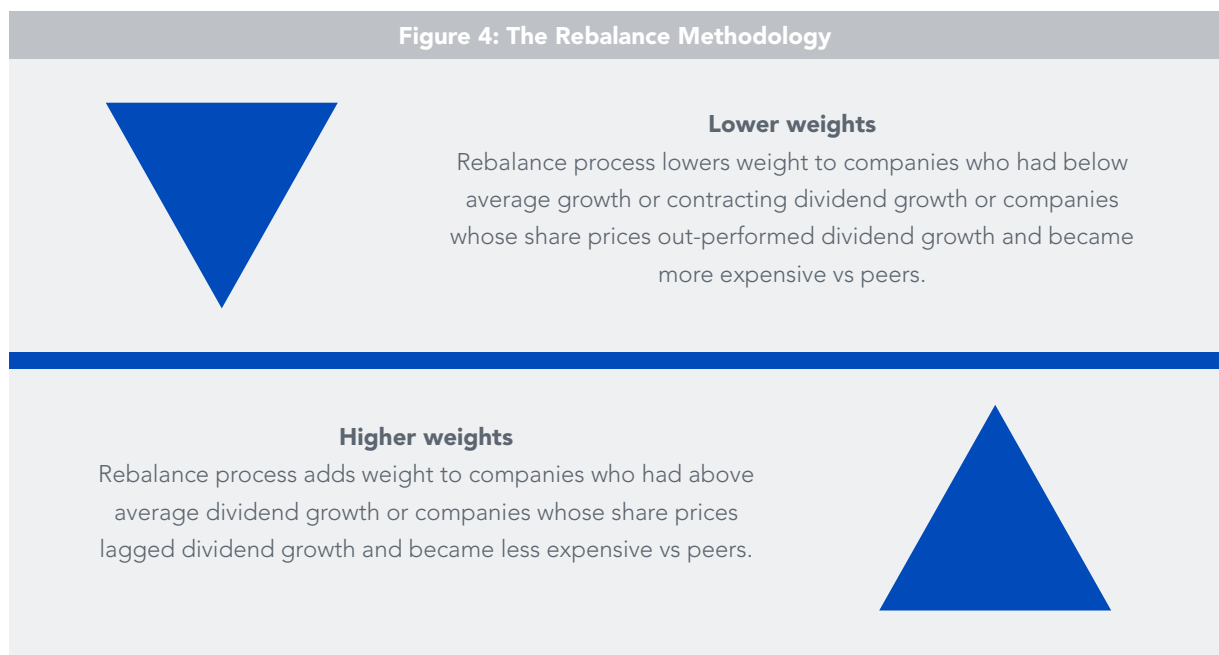 Figure 4: The Rebalance Methodology
Lower weights
Rebalance process lowers weight to companies who had below
average growth or contracting dividend growth or companies
whose share prices out-performed dividend growth and became
more expensive vs peers.
Higher weights
Rebalance process adds weight to companies who had above
average dividend growth or companies whose share prices
lagged dividend growth and became less expensive vs peers.